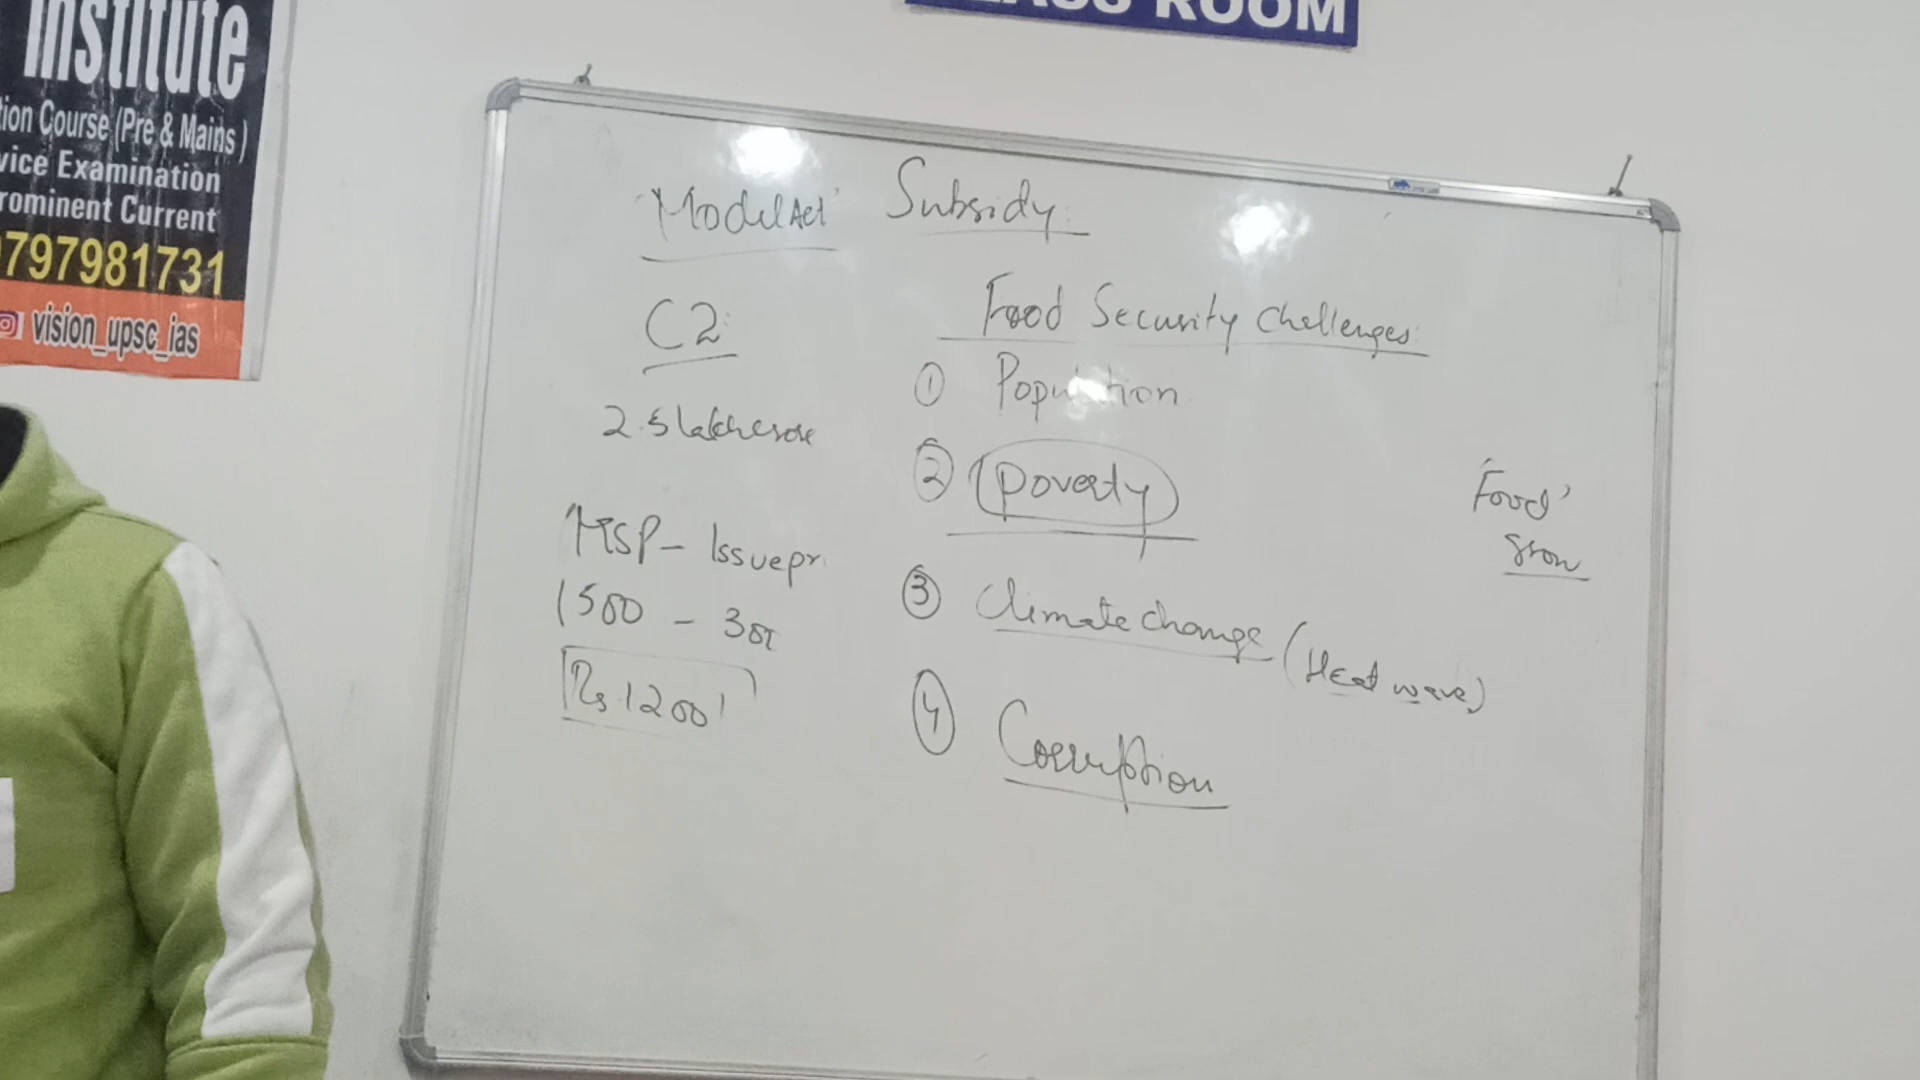 Institute
tion Course (Pre & Mains)
vice Examination
rominent Current
9797981731
vision_upsc_ias
ROOM
'Model Act' Subsidy:
C2:
2.5 lakh crore
Food Security Challenges:
① Population
② Poverty
③ Climate change (Heat wave)
④ Corruption
'MSP - Issue pr.
1500 - 300
Rs. 1200'
'Food'